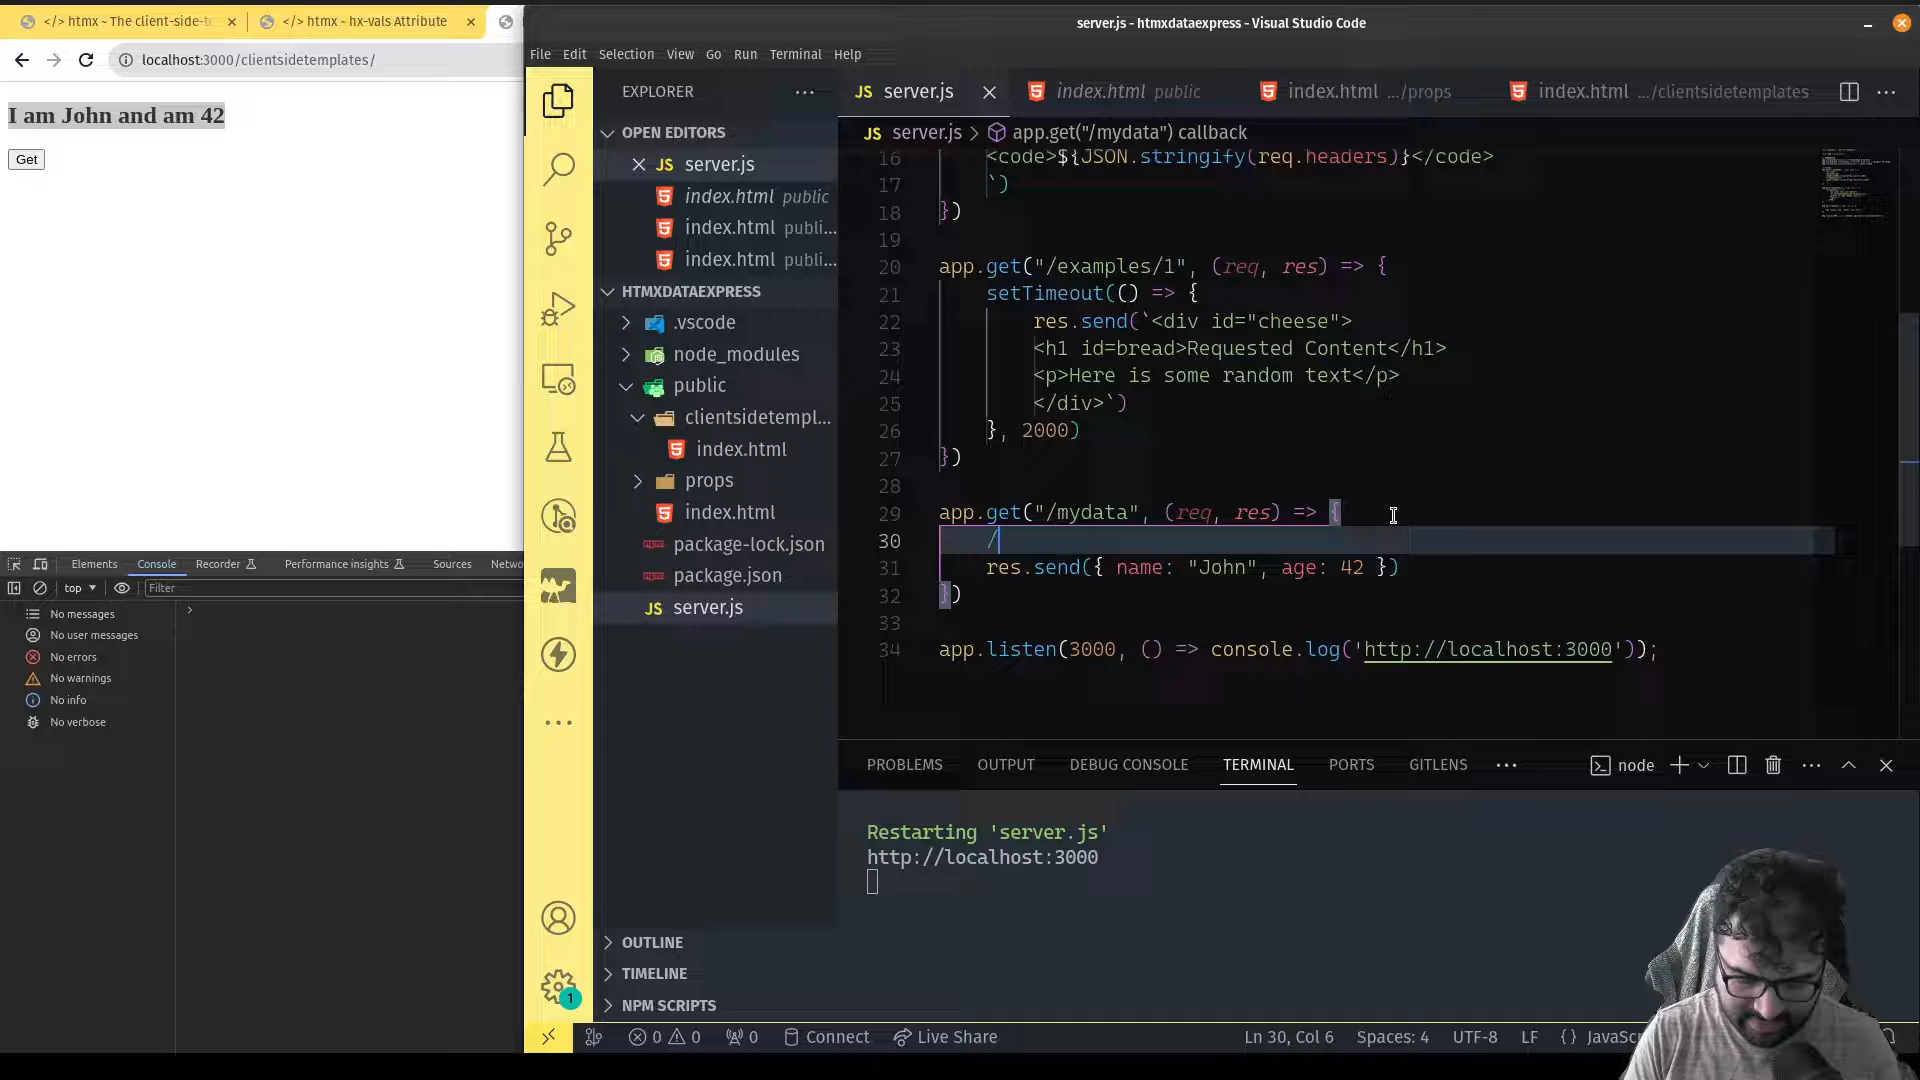 </> htmx ~ The client-side-te
</> htmx ~ hx-vals Attribute
localhost:3000/clientsidetemplates/
I am John and am 42
Get
Elements
Console
Recorder
Performance insights
Sources
Netwo
top
Filter
No messages
No user messages
No errors
No warnings
No info
No verbose
server.js - htmxdataexpress - Visual Studio Code
File Edit Selection View Go Run Terminal Help
EXPLORER
OPEN EDITORS
JS server.js
index.html public
index.html publi...
index.html publi...
HTMXDATAEXPRESS
.vscode
node_modules
public
clientsidetempl...
index.html
props
index.html
package-lock.json
package.json
JS server.js
OUTLINE
TIMELINE
NPM SCRIPTS
JS server.js
index.html public
index.html .../props
index.html .../clientsidetemplates
JS server.js > app.get("/mydata") callback
16 <code>${JSON.stringify(req.headers)}</code>
17 `)
18 })
19
20 app.get("/examples/1", (req, res) => {
21 setTimeout(() => {
22 res.send(`<div id="cheese">
23 <h1 id=bread>Requested Content</h1>
24 <p>Here is some random text</p>
25 </div>`)
26 }, 2000)
27 })
28
29 app.get("/mydata", (req, res) => {
30 /
31 res.send({ name: "John", age: 42 })
32 })
33
34 app.listen(3000, () => console.log('http://localhost:3000'));
PROBLEMS OUTPUT DEBUG CONSOLE TERMINAL PORTS GITLENS
node
Restarting 'server.js'
http://localhost:3000
1
0 0 0 Connect Live Share
Ln 30, Col 6 Spaces: 4 UTF-8 LF {} JavaSc